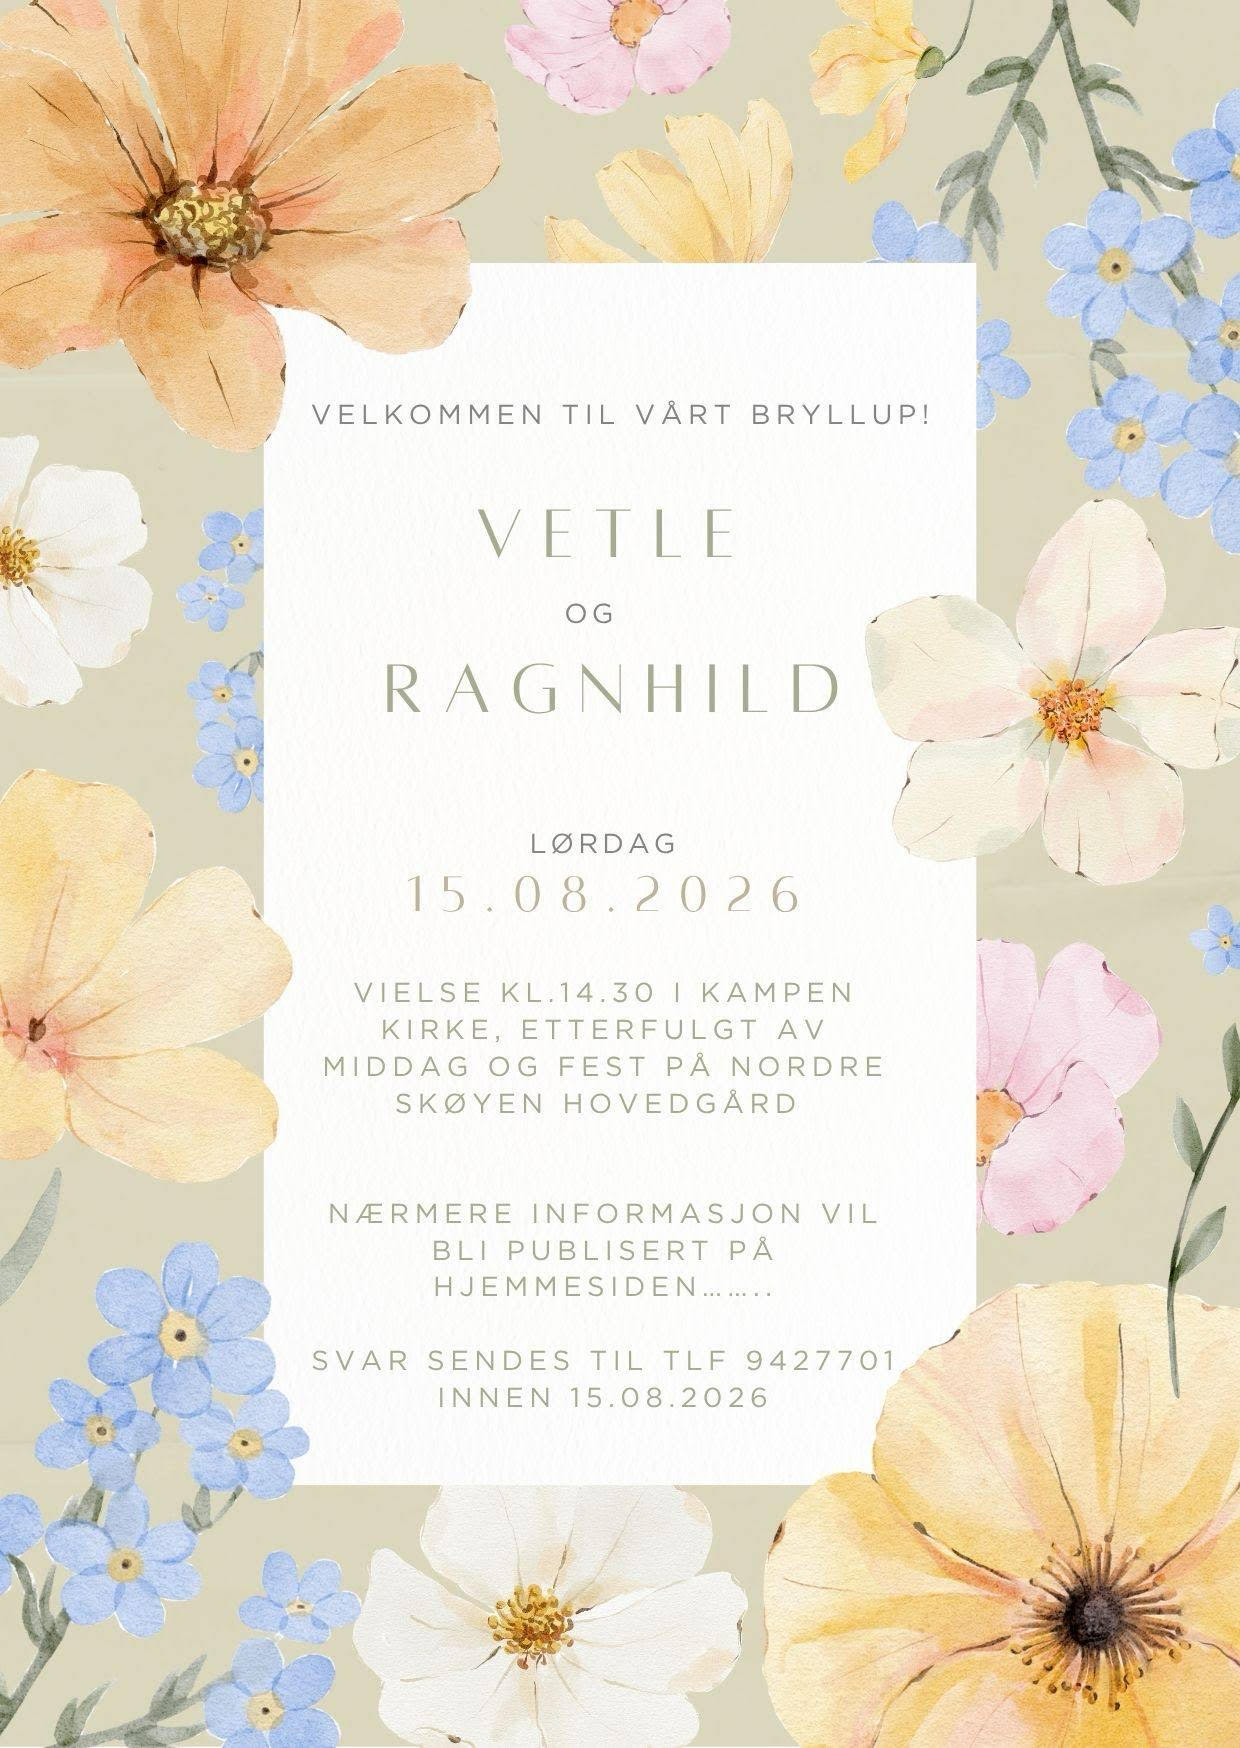 VELKOMMEN TIL VÅRT BRYLLUP!
VETLE
OG
RAGNHILD
LØRDAG
15.08.2026
VIELSE KL.14.30 I KAMPEN
KIRKE, ETTERFULGT AV
MIDDAG OG FEST PÅ NORDRE
SKØYEN HOVEDGÅRD
NÆRMERE INFORMASJON VIL
BLI PUBLISERT PÅ
HJEMMESIDEN……..
SVAR SENDES TIL TLF 9427701
INNEN 15.08.2026